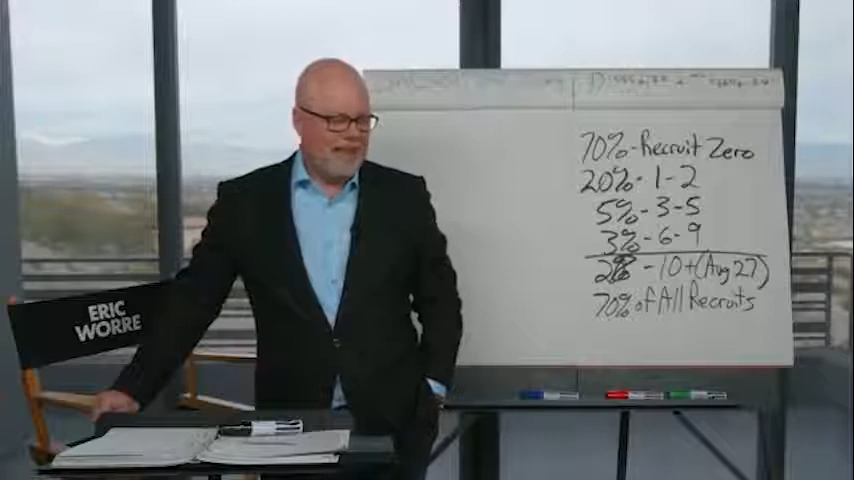 70% - Recruit Zero
20% - 1-2
5% - 3-5
3% - 6-9
2% - 10+ (Aug 27)
70% of All Recruits
ERIC
WORRE